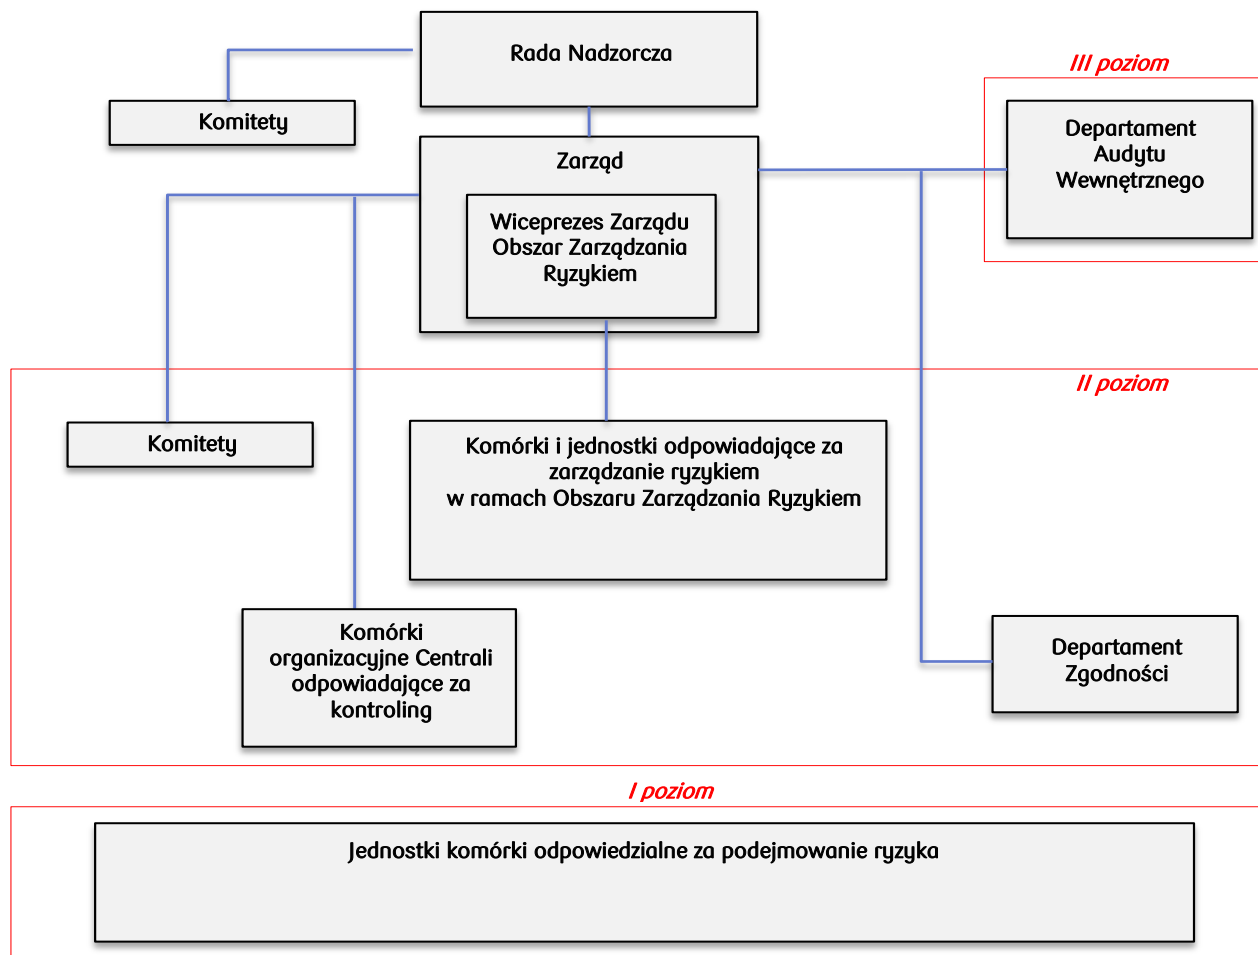 Rada Nadzorcza
Komitety
III poziom
Departament
Audytu
Wewnętrznego
Zarząd
Wiceprezes Zarządu
Obszar Zarządzania
Ryzykiem
II poziom
Komitety
Komórki i jednostki odpowiadające za
zarządzanie ryzykiem
w ramach Obszaru Zarządzania Ryzykiem
Komórki
organizacyjne Centrali
odpowiadające za
kontroling
Departament
Zgodności
I poziom
Jednostki komórki odpowiedzialne za podejmowanie ryzyka